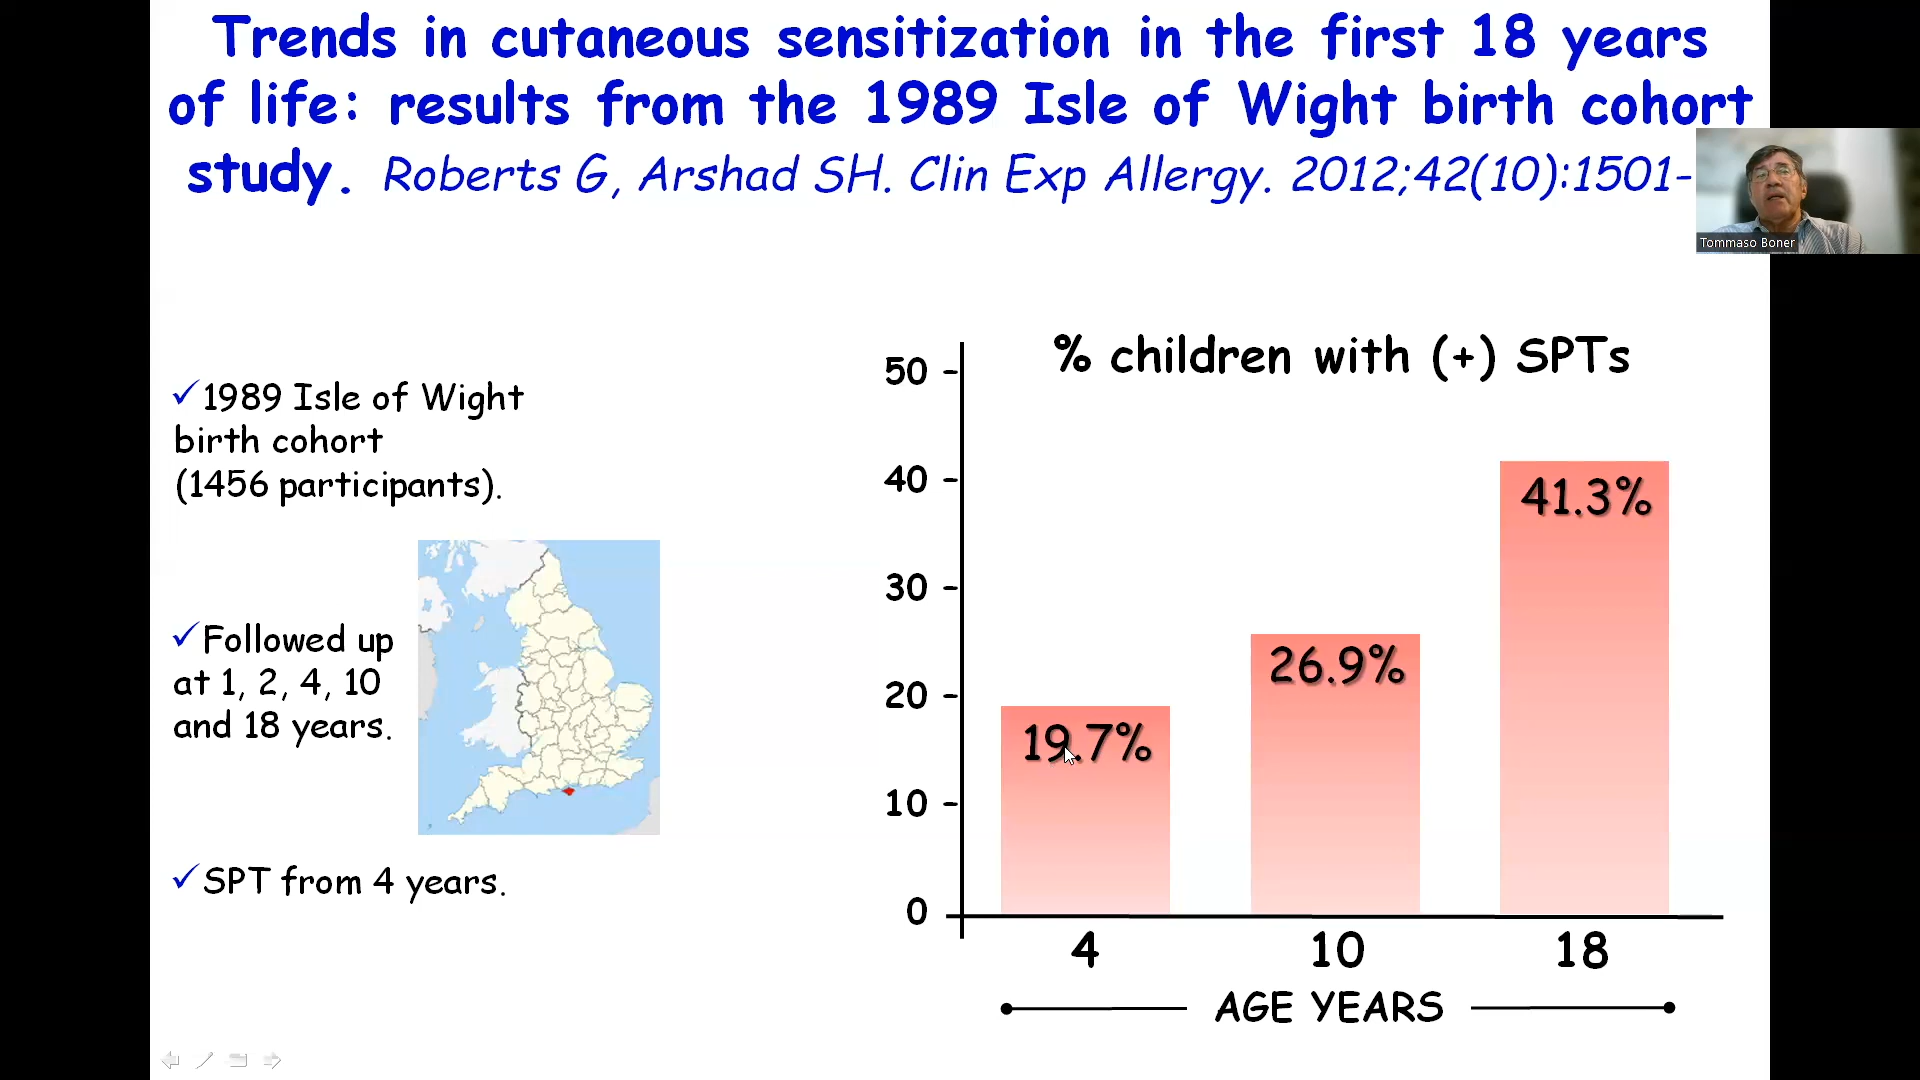 Trends in cutaneous sensitization in the first 18 years
of life: results from the 1989 Isle of Wight birth cohort
study. Roberts G, Arshad SH. Clin Exp Allergy. 2012;42(10):1501-
Tommaso Boner
✓1989 Isle of Wight
birth cohort
(1456 participants).
✓Followed up
at 1, 2, 4, 10
and 18 years.
✓SPT from 4 years.
% children with (+) SPTs
50
40
30
20
10
0
19.7%
26.9%
41.3%
4 10 18
AGE YEARS